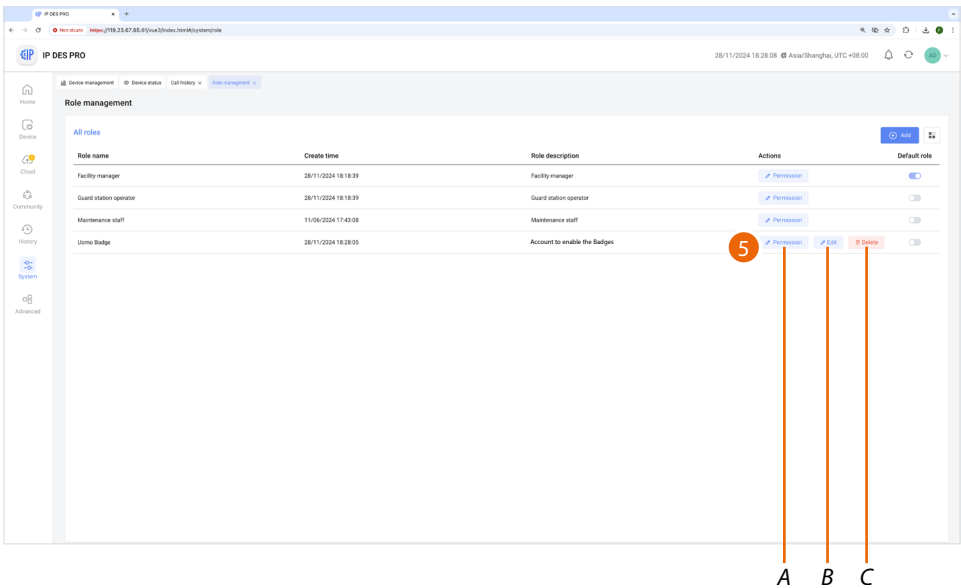 IP DES PRO × +
Not secure https://119.23.67.85:81/vue2/index.html#/system/role
IP DES PRO 28/11/2024 18:28:08 Asia/Shanghai, UTC +08:00 AD
Device management Device status Call history × Role managment ×
Home
Role management
Device
All roles Add
Role name Create time Role description Actions Default role
Cloud
Facility manager 28/11/2024 18:18:39 Facility manager Permission
Guard station operator 28/11/2024 18:18:39 Guard station operator Permission
Community
Maintenance staff 11/06/2024 17:43:08 Maintenance staff Permission
History
Uomo Badge 28/11/2024 18:28:05 Account to enable the Badges 5 Permission Edit Delete
System
Advanced
A B C